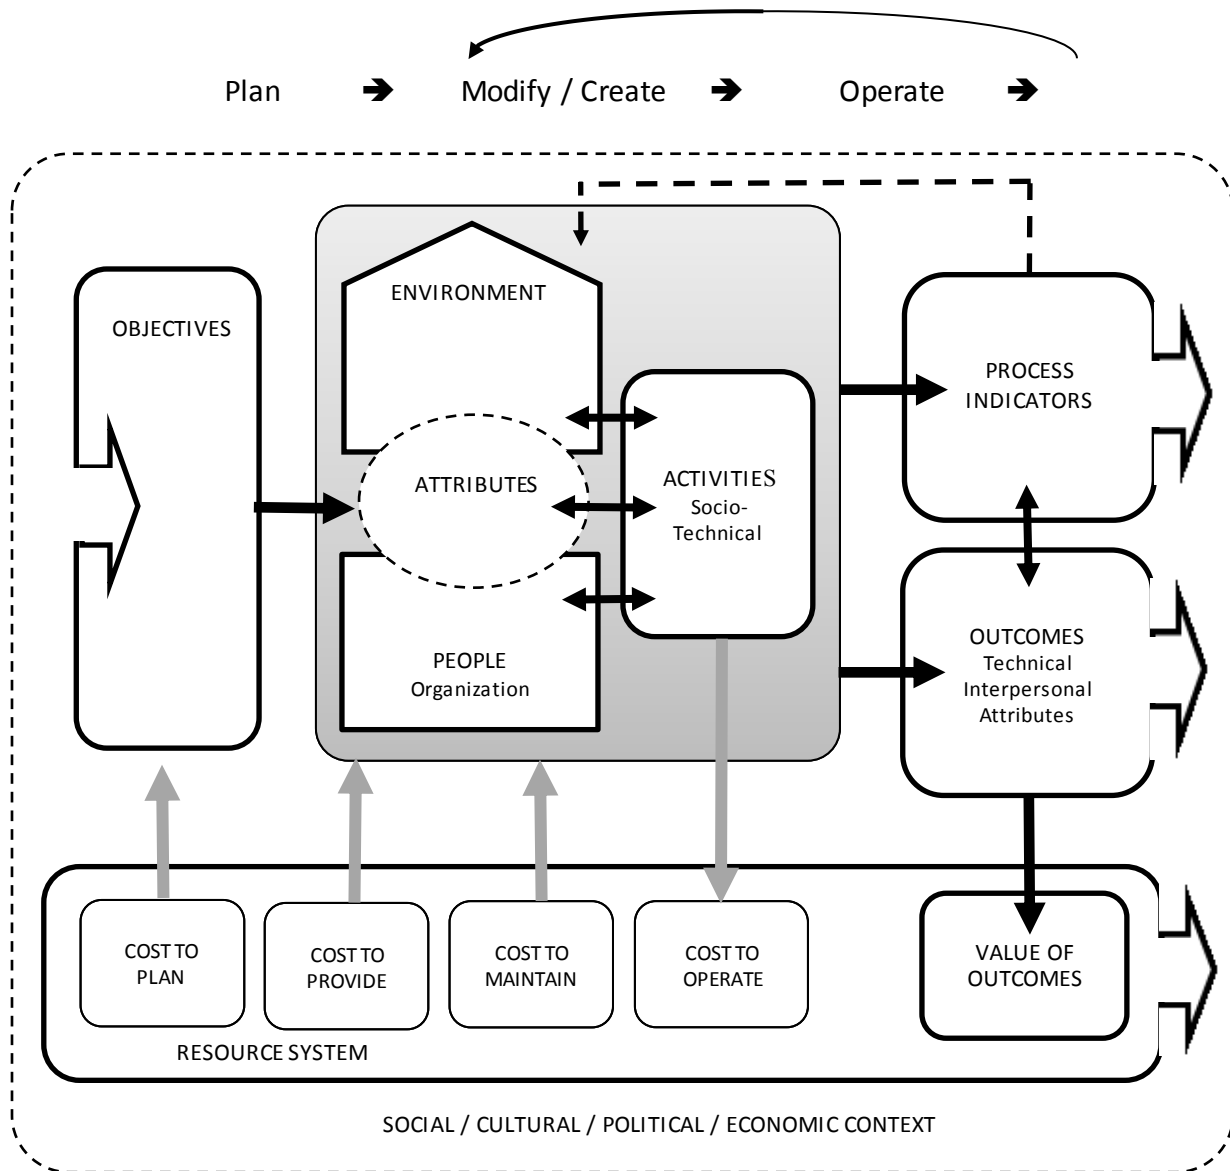 Plan ➔ Modify / Create ➔ Operate ➔
OBJECTIVES
ENVIRONMENT
ATTRIBUTES
PEOPLE
Organization
ACTIVITIES
Socio-
Technical
PROCESS
INDICATORS
OUTCOMES
Technical
Interpersonal
Attributes
COST TO
PLAN
COST TO
PROVIDE
COST TO
MAINTAIN
COST TO
OPERATE
VALUE OF
OUTCOMES
RESOURCE SYSTEM
SOCIAL / CULTURAL / POLITICAL / ECONOMIC CONTEXT